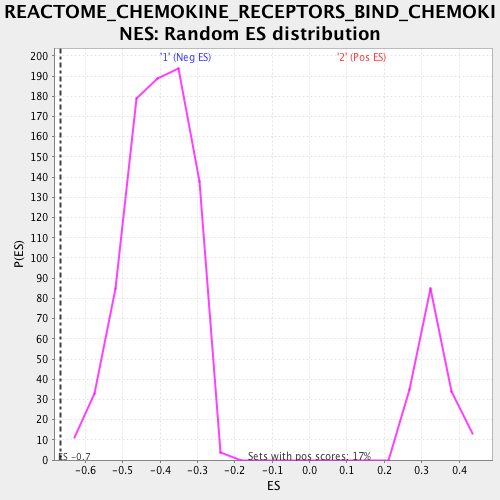 REACTOME_CHEMOKINE_RECEPTORS_BIND_CHEMOKI
NES: Random ES distribution
'1' (Neg ES)
'2' (Pos ES)
200
190
180
170
160
150
140
130
120
110
100
90
80
70
60
50
40
30
20
10
0
P(ES)
ES -0.7
Sets with pos scores: 17%
-0.6 -0.5 -0.4 -0.3 -0.2 -0.1 0.0 0.1 0.2 0.3 0.4
ES